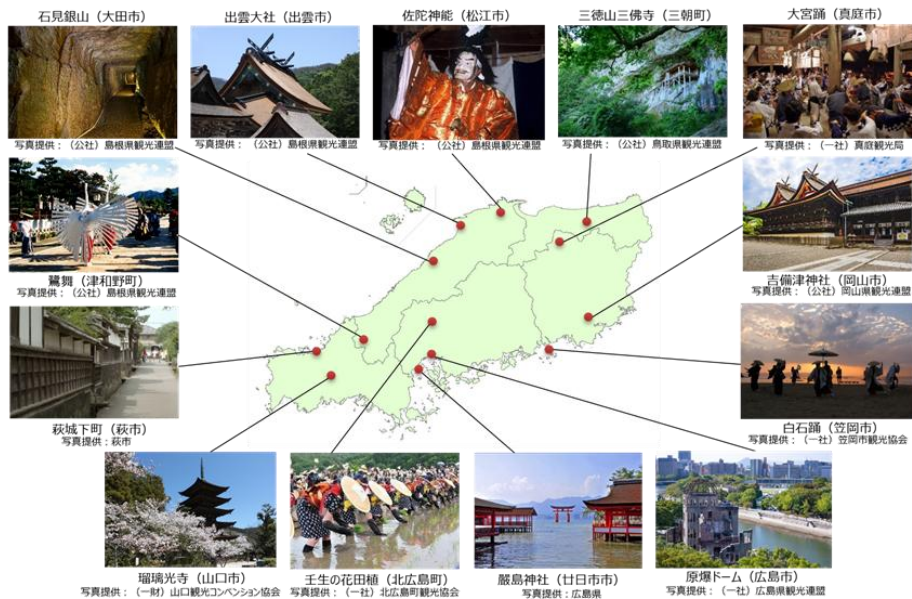 石見銀山（大田市）
写真提供：（公社）島根県観光連盟
出雲大社（出雲市）
写真提供：（公社）島根県観光連盟
佐陀神能（松江市）
写真提供：（公社）島根県観光連盟
三徳山三佛寺（三朝町）
写真提供：（公社）鳥取県観光連盟
大宮踊（真庭市）
写真提供：（一社）真庭観光局
鷺舞（津和野町）
写真提供：（公社）島根県観光連盟
吉備津神社（岡山市）
写真提供：（公社）岡山県観光連盟
萩城下町（萩市）
写真提供：萩市
白石踊（笠岡市）
写真提供：（一社）笠岡市観光協会
瑠璃光寺（山口市）
写真提供：（一財）山口観光コンベンション協会
壬生の花田植（北広島町）
写真提供：（一社）北広島町観光協会
厳島神社（廿日市市）
写真提供：広島県
原爆ドーム（広島市）
写真提供：（一社）広島県観光連盟